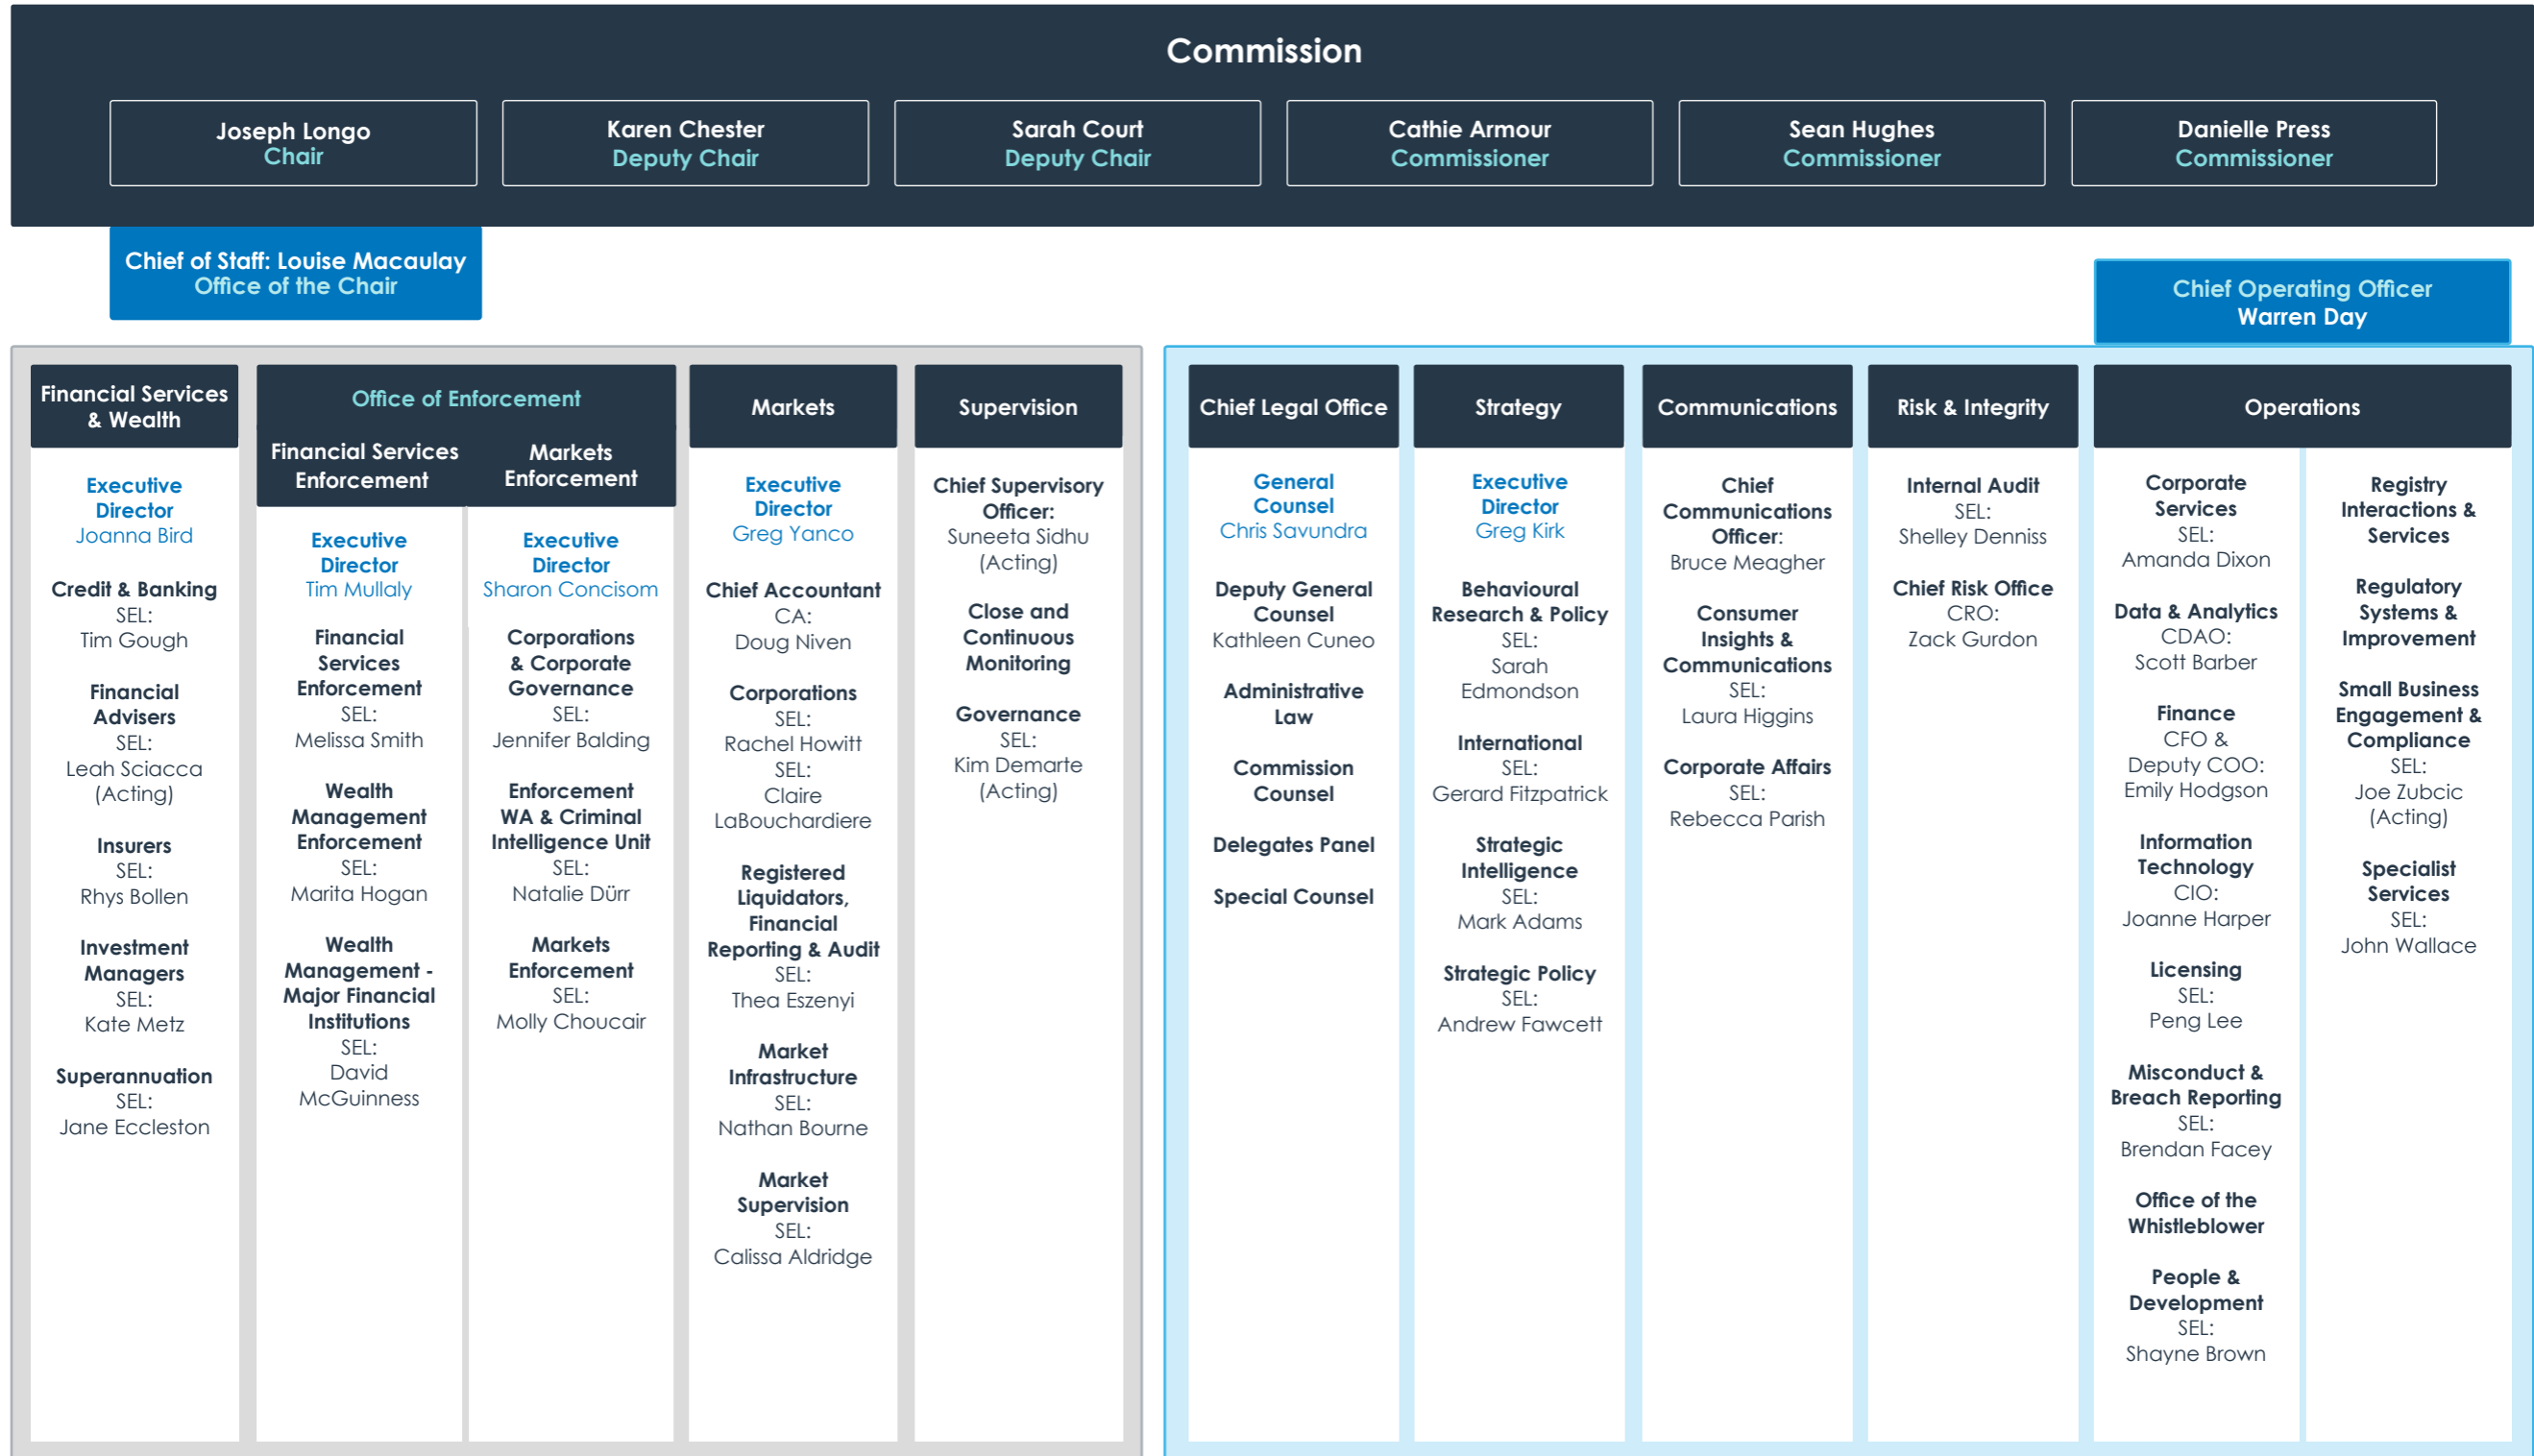 Commission
Joseph Longo
Chair
Karen Chester
Deputy Chair
Sarah Court
Deputy Chair
Cathie Armour
Commissioner
Sean Hughes
Commissioner
Danielle Press
Commissioner
Chief of Staff: Louise Macaulay
Office of the Chair
Chief Operating Officer
Warren Day
Financial Services
& Wealth
Executive
Director
Joanna Bird
Credit & Banking
SEL:
Tim Gough
Financial
Advisers
SEL:
Leah Sciacca
(Acting)
Insurers
SEL:
Rhys Bollen
Investment
Managers
SEL:
Kate Metz
Superannuation
SEL:
Jane Eccleston
Office of Enforcement
Financial Services
Enforcement
Executive
Director
Tim Mullaly
Financial
Services
Enforcement
SEL:
Melissa Smith
Wealth
Management
Enforcement
SEL:
Marita Hogan
Wealth
Management -
Major Financial
Institutions
SEL:
David
McGuinness
Markets
Enforcement
Executive
Director
Sharon Concisom
Corporations
& Corporate
Governance
SEL:
Jennifer Balding
Enforcement
WA & Criminal
Intelligence Unit
SEL:
Natalie Dürr
Markets
Enforcement
SEL:
Molly Choucair
Markets
Executive
Director
Greg Yanco
Chief Accountant
CA:
Doug Niven
Corporations
SEL:
Rachel Howitt
SEL:
Claire
LaBouchardiere
Registered
Liquidators,
Financial
Reporting & Audit
SEL:
Thea Eszenyi
Market
Infrastructure
SEL:
Nathan Bourne
Market
Supervision
SEL:
Calissa Aldridge
Supervision
Chief Supervisory
Officer:
Suneeta Sidhu
(Acting)
Close and
Continuous
Monitoring
Governance
SEL:
Kim Demarte
(Acting)
Chief Legal Office
General
Counsel
Chris Savundra
Deputy General
Counsel
Kathleen Cuneo
Administrative
Law
Commission
Counsel
Delegates Panel
Special Counsel
Strategy
Executive
Director
Greg Kirk
Behavioural
Research & Policy
SEL:
Sarah
Edmondson
International
SEL:
Gerard Fitzpatrick
Strategic
Intelligence
SEL:
Mark Adams
Strategic Policy
SEL:
Andrew Fawcett
Communications
Chief
Communications
Officer:
Bruce Meagher
Consumer
Insights &
Communications
SEL:
Laura Higgins
Corporate Affairs
SEL:
Rebecca Parish
Risk & Integrity
Internal Audit
SEL:
Shelley Denniss
Chief Risk Office
CRO:
Zack Gurdon
Operations
Corporate
Services
SEL:
Amanda Dixon
Data & Analytics
CDAO:
Scott Barber
Finance
CFO &
Deputy COO:
Emily Hodgson
Information
Technology
CIO:
Joanne Harper
Licensing
SEL:
Peng Lee
Misconduct &
Breach Reporting
SEL:
Brendan Facey
Office of the
Whistleblower
People &
Development
SEL:
Shayne Brown
Registry
Interactions &
Services
Regulatory
Systems &
Improvement
Small Business
Engagement &
Compliance
SEL:
Joe Zubcic
(Acting)
Specialist
Services
SEL:
John Wallace